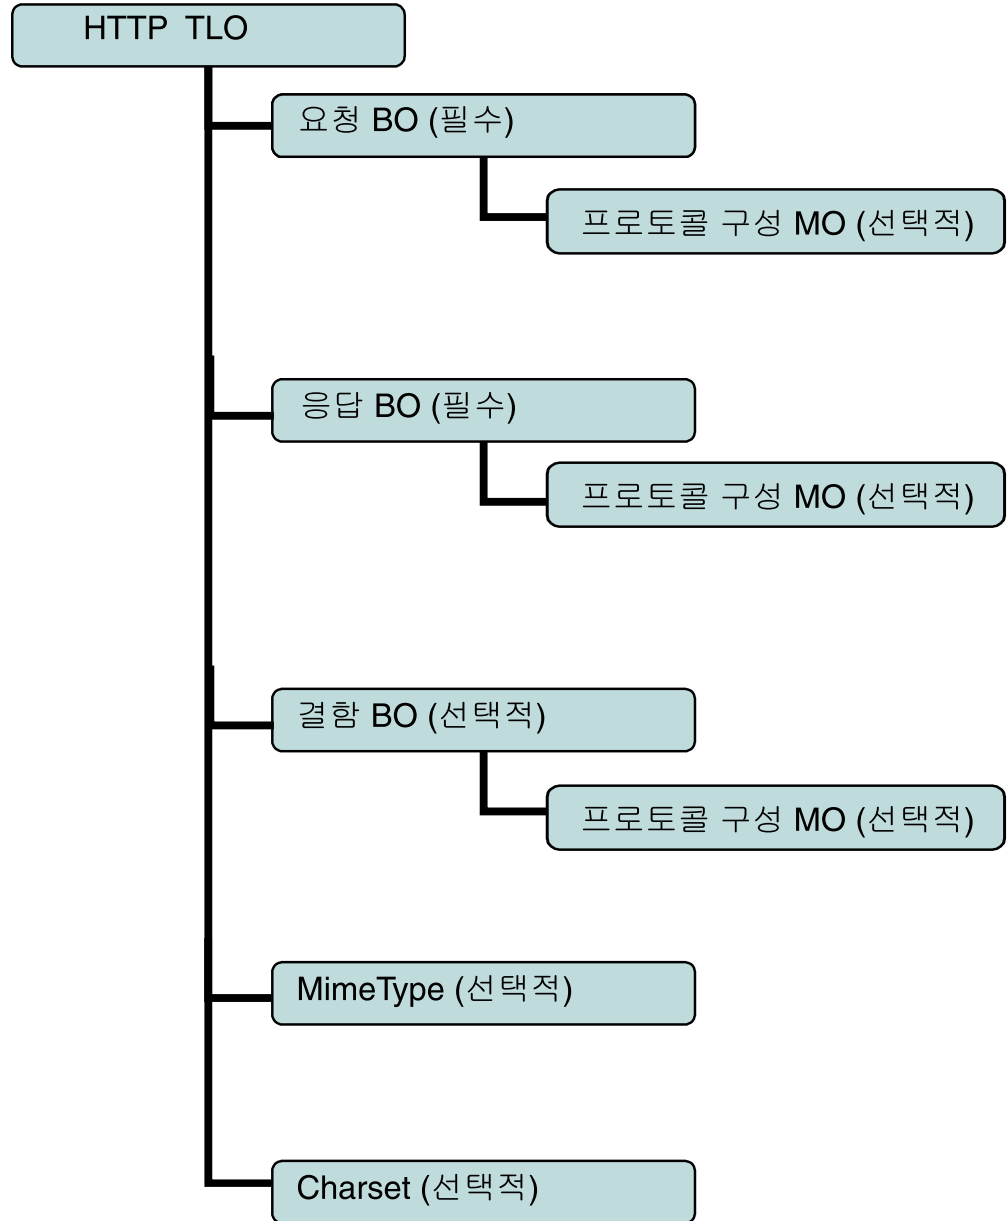 HTTP TLO
요청 BO (필수)
프로토콜 구성 MO (선택적)
응답 BO (필수)
프로토콜 구성 MO (선택적)
결함 BO (선택적)
프로토콜 구성 MO (선택적)
MimeType (선택적)
Charset (선택적)